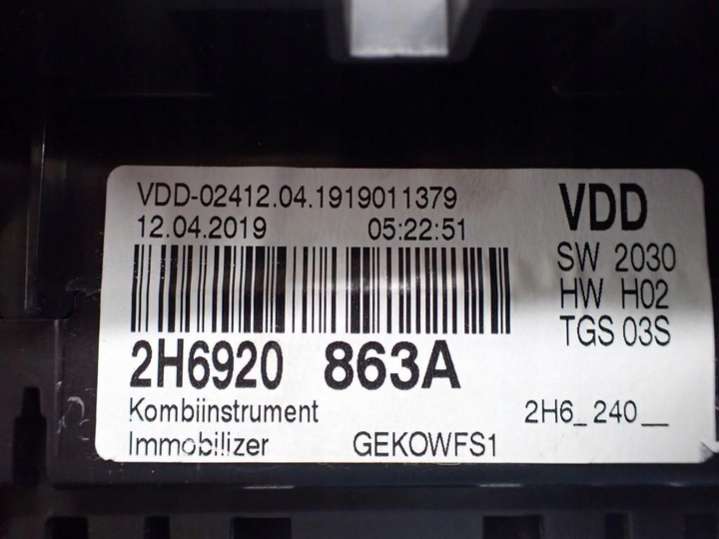 VDD-02412.04.1919011379
12.04.2019 05:22:51
VDD
SW 2030
HW H02
TGS 03S
2H6920 863A
Kombiinstrument 2H6_240__
Immobilizer GEKOWFS1